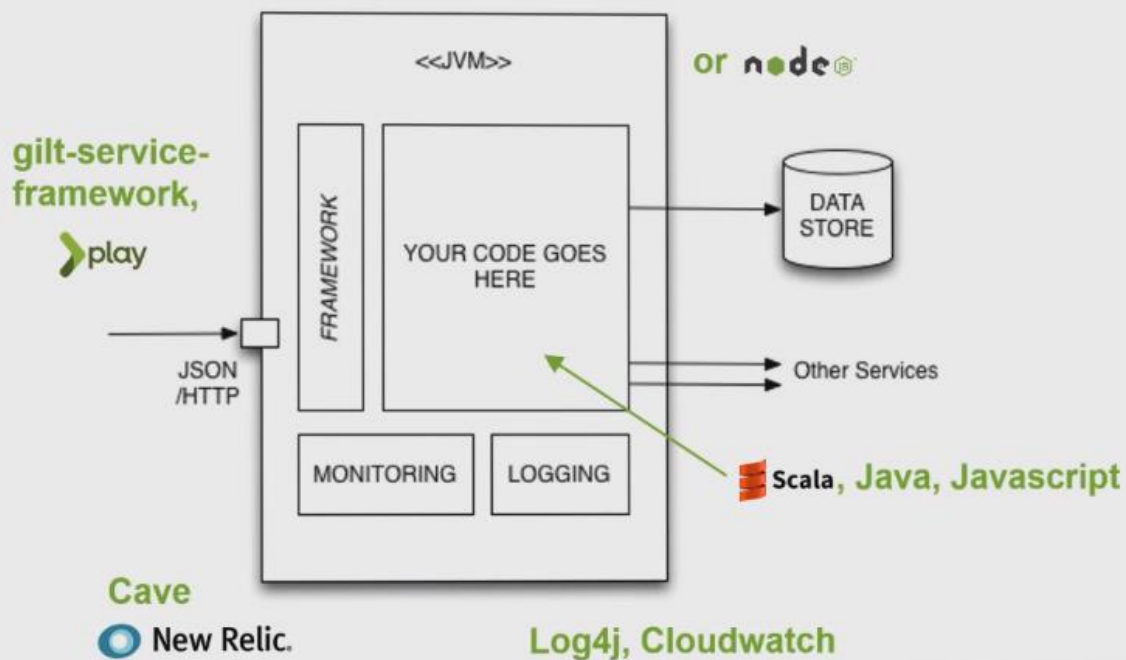 <<JVM>>
or node JS
gilt-service-
framework,
play
FRAMEWORK
YOUR CODE GOES
HERE
DATA
STORE
JSON
/HTTP
Other Services
MONITORING
LOGGING
Scala, Java, Javascript
Cave
New Relic.
Log4j, Cloudwatch